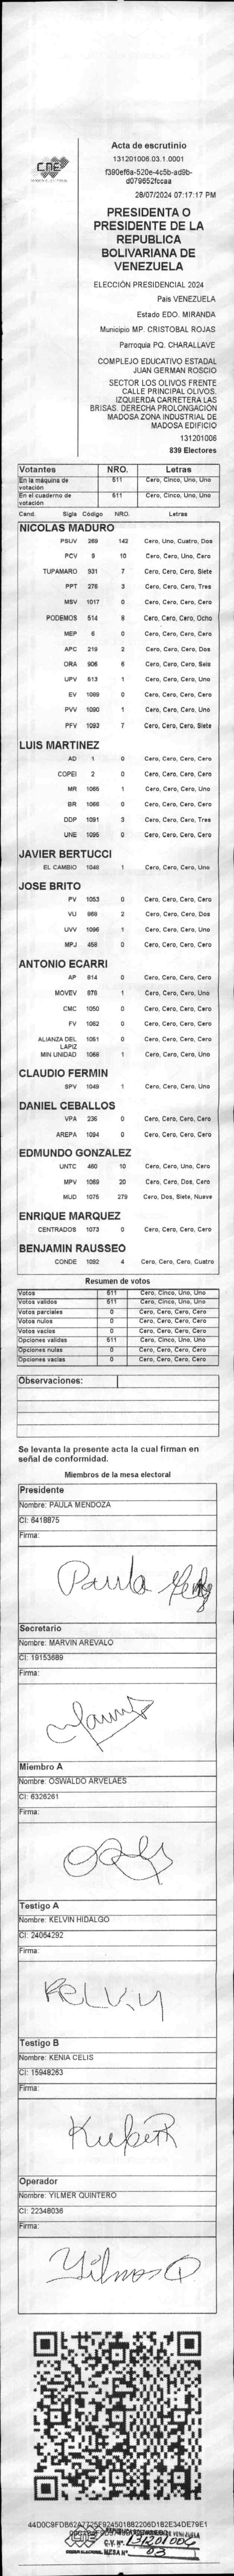 CNE
Acta de escrutinio
131201006.03.1.0001
f390ef6a-520e-4c5b-ad9b-
d079652fccaa
28/07/2024 07:17:17 PM
PRESIDENTA O
PRESIDENTE DE LA
REPUBLICA
BOLIVARIANA DE
VENEZUELA
ELECCIÓN PRESIDENCIAL 2024
Pais VENEZUELA
Estado EDO. MIRANDA
Municipio MP. CRISTOBAL ROJAS
Parroquia PQ. CHARALLAVE
COMPLEJO EDUCATIVO ESTADAL
JUAN GERMAN ROSCIO
SECTOR LOS OLIVOS FRENTE
CALLE PRINCIPAL OLIVOS.
IZQUIERDA CARRETERA LAS
BRISAS. DERECHA PROLONGACIÓN
MADOSA ZONA INDUSTRIAL DE
MADOSA EDIFICIO
131201006
839 Electores
Votantes NRO. Letras
En la máquina de votación 511 Cero, Cinco, Uno, Uno
En el cuaderno de votación 511 Cero, Cinco, Uno, Uno
Cand. Sigla Código NRO. Letras
NICOLAS MADURO
PSUV 269 142 Cero, Uno, Cuatro, Dos
PCV 9 10 Cero, Cero, Uno, Cero
TUPAMARO 931 7 Cero, Cero, Cero, Siete
PPT 276 3 Cero, Cero, Cero, Tres
MSV 1017 0 Cero, Cero, Cero, Cero
PODEMOS 514 8 Cero, Cero, Cero, Ocho
MEP 6 0 Cero, Cero, Cero, Cero
APC 219 2 Cero, Cero, Cero, Dos
ORA 906 6 Cero, Cero, Cero, Seis
UPV 613 1 Cero, Cero, Cero, Uno
EV 1089 0 Cero, Cero, Cero, Cero
PVV 1090 1 Cero, Cero, Cero, Uno
PFV 1093 7 Cero, Cero, Cero, Siete
LUIS MARTINEZ
AD 1 0 Cero, Cero, Cero, Cero
COPEI 2 0 Cero, Cero, Cero, Cero
MR 1065 1 Cero, Cero, Cero, Uno
BR 1068 0 Cero, Cero, Cero, Cero
DDP 1091 3 Cero, Cero, Cero, Tres
UNE 1095 0 Cero, Cero, Cero, Cero
JAVIER BERTUCCI
EL CAMBIO 1048 1 Cero, Cero, Cero, Uno
JOSE BRITO
PV 1053 0 Cero, Cero, Cero, Cero
VU 969 2 Cero, Cero, Cero, Dos
UVV 1096 1 Cero, Cero, Cero, Uno
MPJ 458 0 Cero, Cero, Cero, Cero
ANTONIO ECARRI
AP 914 0 Cero, Cero, Cero, Cero
MOVEV 979 1 Cero, Cero, Cero, Uno
CMC 1050 0 Cero, Cero, Cero, Cero
FV 1052 0 Cero, Cero, Cero, Cero
ALIANZA DEL LAPIZ 1051 0 Cero, Cero, Cero, Cero
MIN UNIDAD 1066 1 Cero, Cero, Cero, Uno
CLAUDIO FERMIN
SPV 1049 1 Cero, Cero, Cero, Uno
DANIEL CEBALLOS
VPA 236 0 Cero, Cero, Cero, Cero
AREPA 1094 0 Cero, Cero, Cero, Cero
EDMUNDO GONZALEZ
UNTC 460 10 Cero, Cero, Uno, Cero
MPV 1069 20 Cero, Cero, Dos, Cero
MUD 1075 279 Cero, Dos, Siete, Nueve
ENRIQUE MARQUEZ
CENTRADOS 1073 0 Cero, Cero, Cero, Cero
BENJAMIN RAUSSEO
CONDE 1092 4 Cero, Cero, Cero, Cuatro
Resumen de votos
Votos 511 Cero, Cinco, Uno, Uno
Votos validos 511 Cero, Cinco, Uno, Uno
Votos parciales 0 Cero, Cero, Cero, Cero
Votos nulos 0 Cero, Cero, Cero, Cero
Votos vacios 0 Cero, Cero, Cero, Cero
Opciones validas 511 Cero, Cinco, Uno, Uno
Opciones nulas 0 Cero, Cero, Cero, Cero
Opciones vacias 0 Cero, Cero, Cero, Cero
Observaciones:
Se levanta la presente acta la cual firman en
señal de conformidad.
Miembros de la mesa electoral
Presidente
Nombre: PAULA MENDOZA
CI: 6418875
Firma:
Paula
Secretario
Nombre: MARVIN AREVALO
CI: 19153689
Firma:
Miembro A
Nombre: OSWALDO ARVELAES
CI: 6326261
Firma:
Testigo A
Nombre: KELVIN HIDALGO
CI: 24064292
Firma:
Kelviy
Testigo B
Nombre: KENIA CELIS
CI: 15948263
Firma:
Operador
Nombre: YILMER QUINTERO
CI: 22348036
Firma:
Yilmer Q
CNE
C.V. Nº 131201006
MESA Nº 03